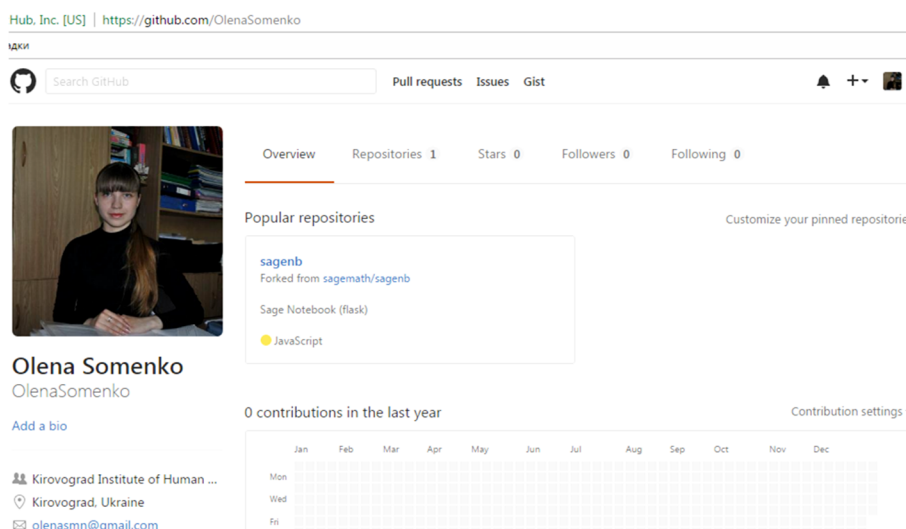 Hub, Inc. [US] | https://github.com/OlenaSomenko
адки
Search GitHub Pull requests Issues Gist
Overview Repositories 1 Stars 0 Followers 0 Following 0
Popular repositories Customize your pinned repositorie
sagenb
Forked from sagemath/sagenb
Sage Notebook (flask)
JavaScript
Olena Somenko
OlenaSomenko
Add a bio
Kirovograd Institute of Human ...
Kirovograd, Ukraine
olenasmn@gmail.com
0 contributions in the last year Contribution settings
Jan Feb Mar Apr May Jun Jul Aug Sep Oct Nov Dec
Mon
Wed
Fri